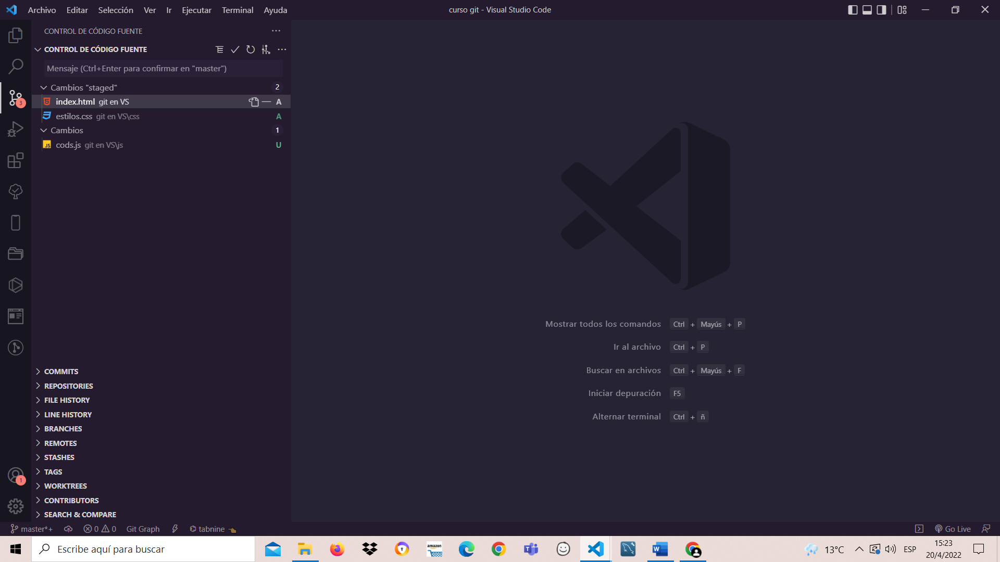 Archivo Editar Selección Ver Ir Ejecutar Terminal Ayuda
curso git - Visual Studio Code
CONTROL DE CÓDIGO FUENTE
CONTROL DE CÓDIGO FUENTE
Mensaje (Ctrl+Enter para confirmar en "master")
Cambios "staged" 2
index.html git en VS A
estilos.css git en VS\css A
Cambios 1
JS cods.js git en VS\js U
3
Mostrar todos los comandos Ctrl + Mayús + P
Ir al archivo Ctrl + P
Buscar en archivos Ctrl + Mayús + F
Iniciar depuración F5
Alternar terminal Ctrl + ñ
COMMITS
REPOSITORIES
FILE HISTORY
LINE HISTORY
BRANCHES
REMOTES
STASHES
TAGS
WORKTREES
CONTRIBUTORS
SEARCH & COMPARE
1
master*+ 0 0 Git Graph tabnine Go Live
Escribe aquí para buscar
amazon
W
13°C ESP
15:23
20/4/2022